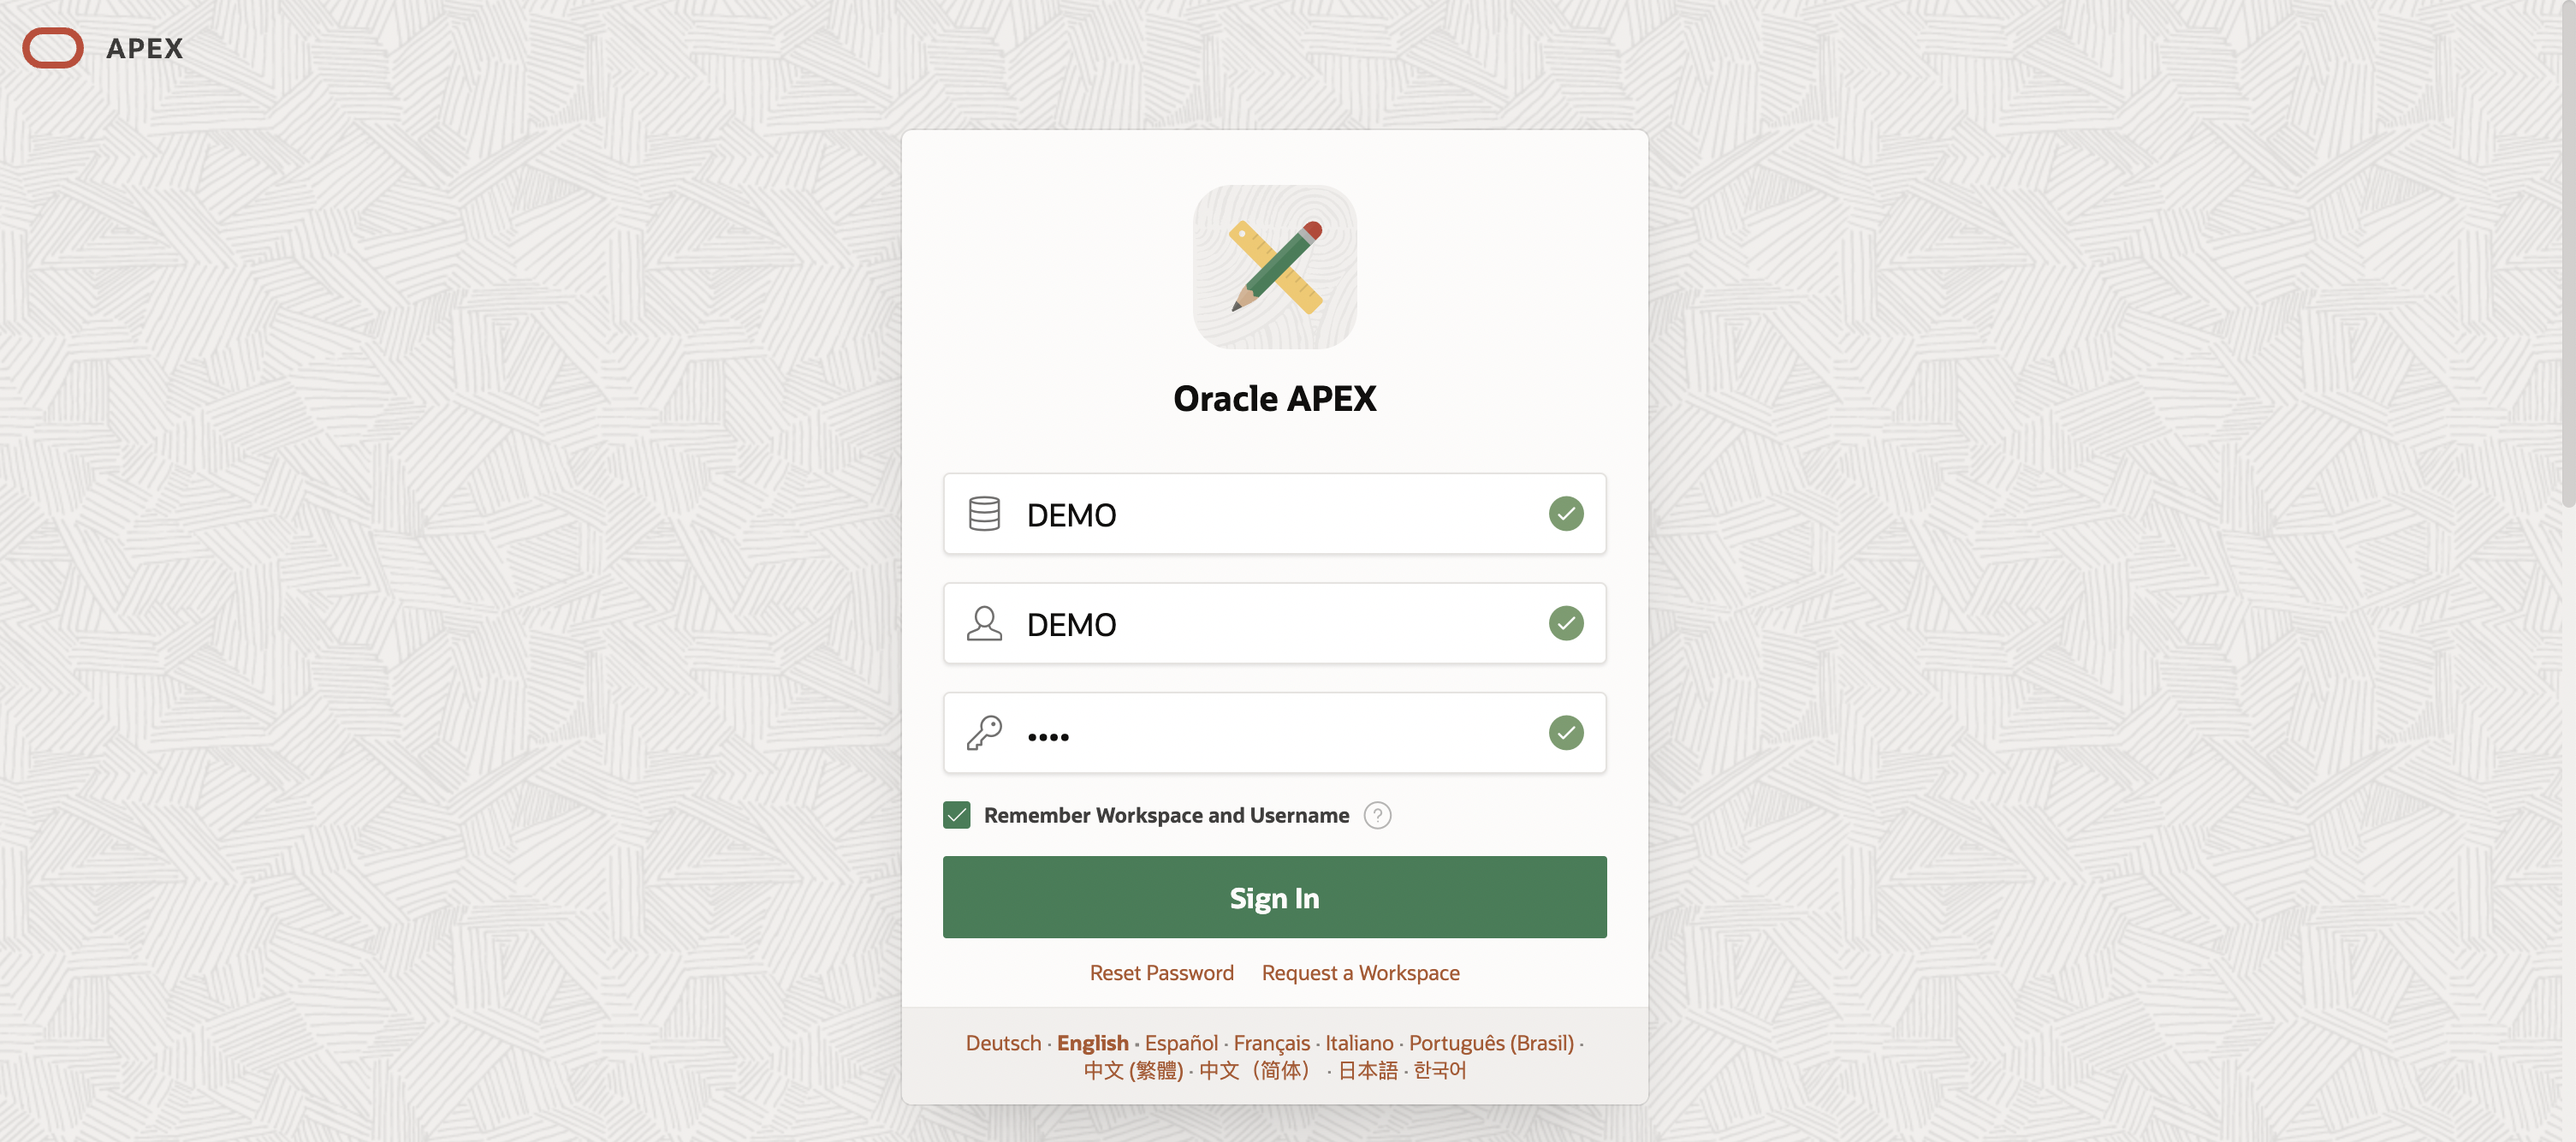 APEX
Oracle APEX
DEMO
DEMO
••••
Remember Workspace and Username ?
Sign In
Reset Password Request a Workspace
Deutsch · English · Español · Français · Italiano · Português (Brasil) ·
中文 (繁體) · 中文（简体） · 日本語 · 한국어